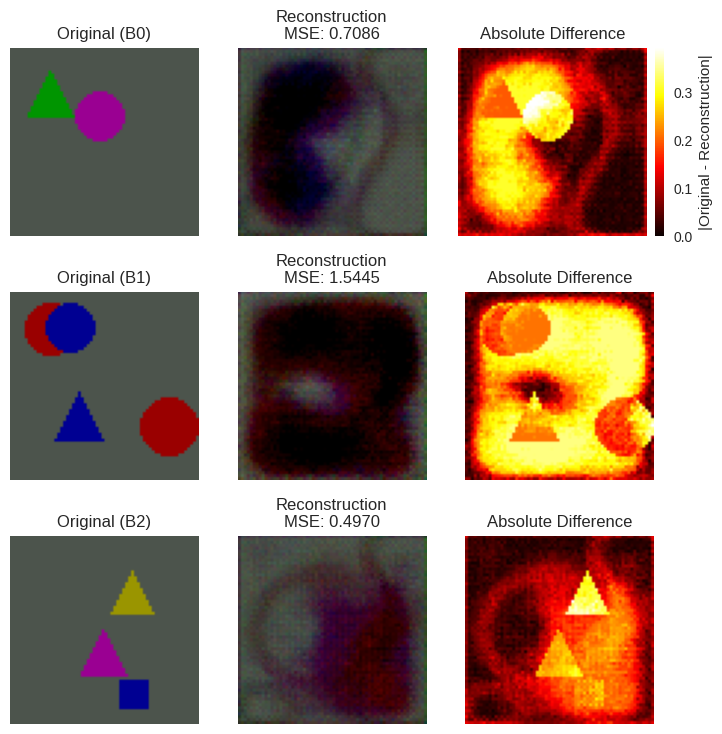 Original (B0)
Reconstruction
MSE: 0.7086
Absolute Difference
0.3
0.2
0.1
0.0
|Original - Reconstruction|
Original (B1)
Reconstruction
MSE: 1.5445
Absolute Difference
Original (B2)
Reconstruction
MSE: 0.4970
Absolute Difference